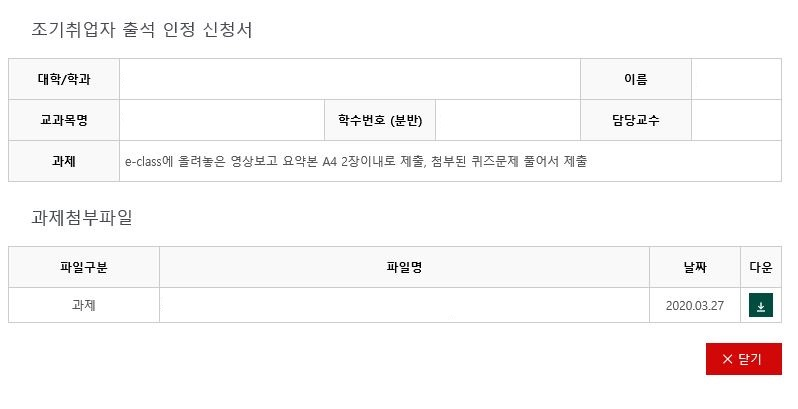 조기취업자 출석 인정 신청서
대학/학과 이름
교과목명 학수번호 (분반) 담당교수
과제 e-class에 올려놓은 영상보고 요약본 A4 2장이내로 제출, 첨부된 퀴즈문제 풀어서 제출
과제첨부파일
파일구분 파일명 날짜 다운
과제 2020.03.27
닫기